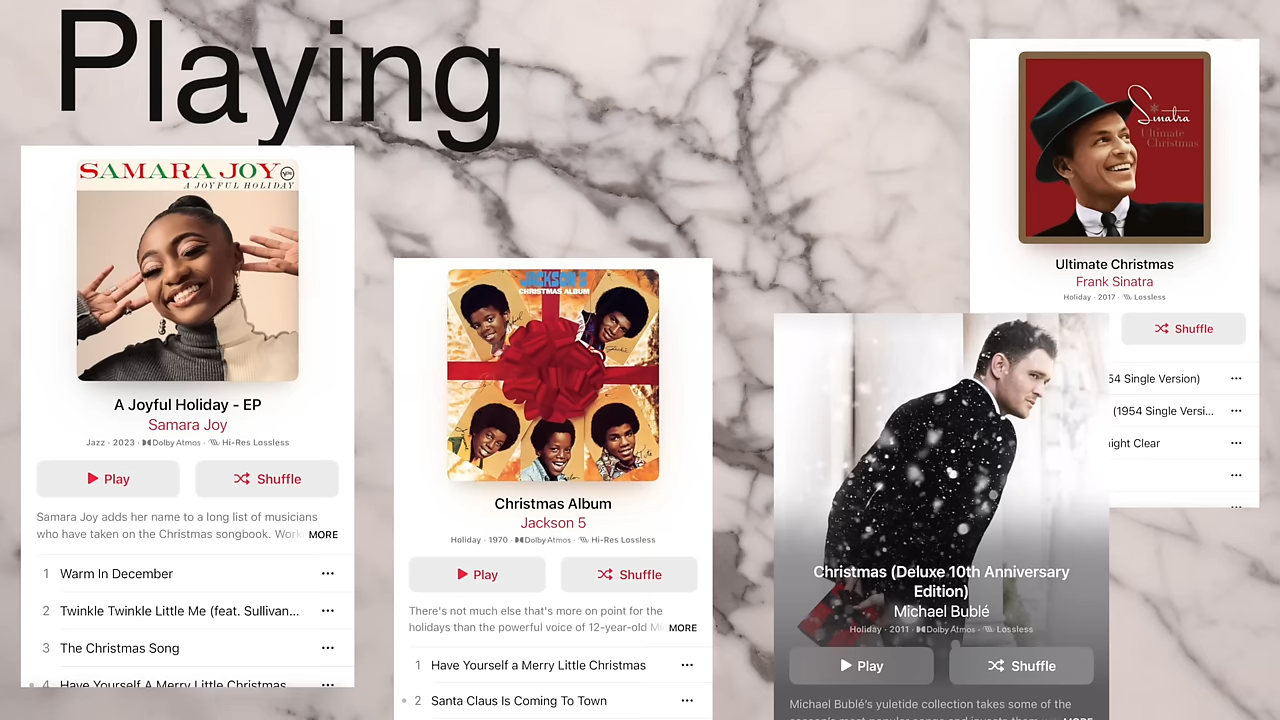 Playing
SAMARA JOY
A JOYFUL HOLIDAY
A Joyful Holiday - EP
Samara Joy
Jazz · 2023 · Dolby Atmos · Hi-Res Lossless
Play
Shuffle
Samara Joy adds her name to a long list of musicians
who have taken on the Christmas songbook. Work MORE
1 Warm In December ···
2 Twinkle Twinkle Little Me (feat. Sullivan... ···
3 The Christmas Song ···
4 Have Yourself A Merry Little Christmas
JACKSON 5
CHRISTMAS ALBUM
Christmas Album
Jackson 5
Holiday · 1970 · Dolby Atmos · Hi-Res Lossless
Play
Shuffle
There's not much else that's more on point for the
holidays than the powerful voice of 12-year-old MORE
1 Have Yourself a Merry Little Christmas ···
2 Santa Claus Is Coming To Town ···
Christmas (Deluxe 10th Anniversary
Edition)
Michael Bublé
Holiday · 2011 · Dolby Atmos · Lossless
Play
Shuffle
Michael Bublé's yuletide collection takes some of the
Sinatra
Ultimate
Christmas
Ultimate Christmas
Frank Sinatra
Holiday · 2017 · Lossless
Shuffle
54 Single Version) ···
(1954 Single Versi... ···
ight Clear ···